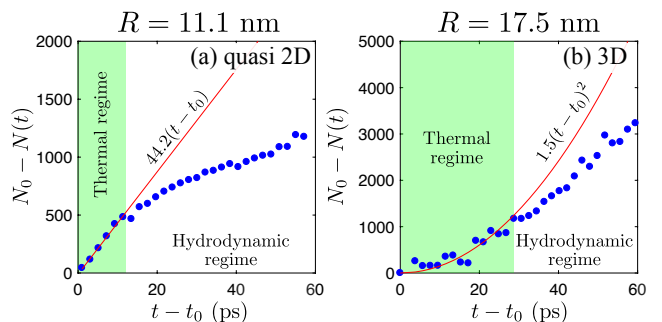 R = 11.1 nm
(a) quasi 2D
2000
1500
1000
500
0
N₀ − N(t)
Thermal regime
44.2(t − t₀)
Hydrodynamic
regime
0 20 40 60
t − t₀ (ps)
R = 17.5 nm
(b) 3D
5000
4000
3000
2000
1000
0
N₀ − N(t)
Thermal
regime
1.5(t − t₀)²
Hydrodynamic
regime
0 20 40 60
t − t₀ (ps)